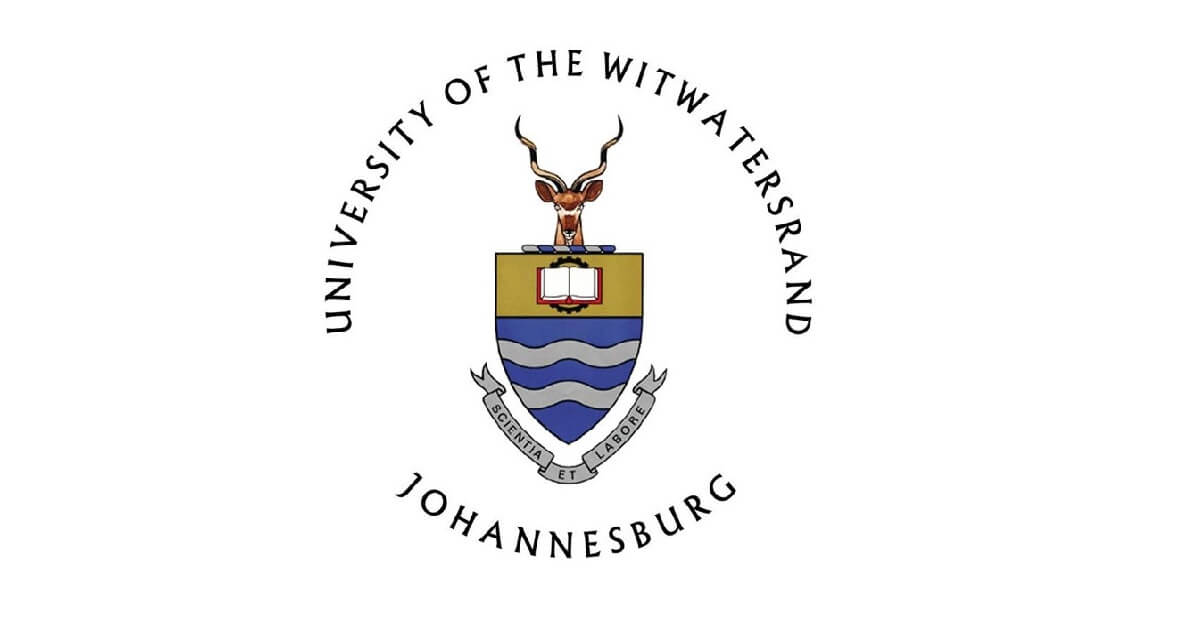 UNIVERSITY OF THE WITWATERSRAND
SCIENTIA ET LABORE
JOHANNESBURG